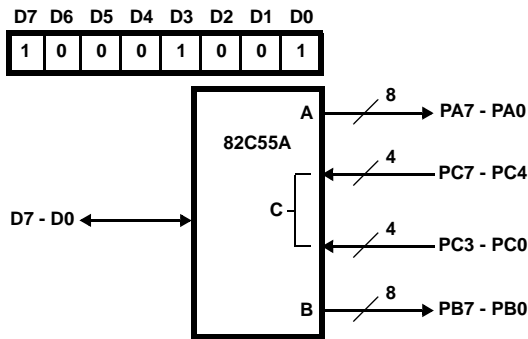 D7 D6 D5 D4 D3 D2 D1 D0
1 0 0 0 1 0 0 1
A 8 PA7 - PA0
82C55A
4 PC7 - PC4
C
D7 - D0
4 PC3 - PC0
B 8 PB7 - PB0